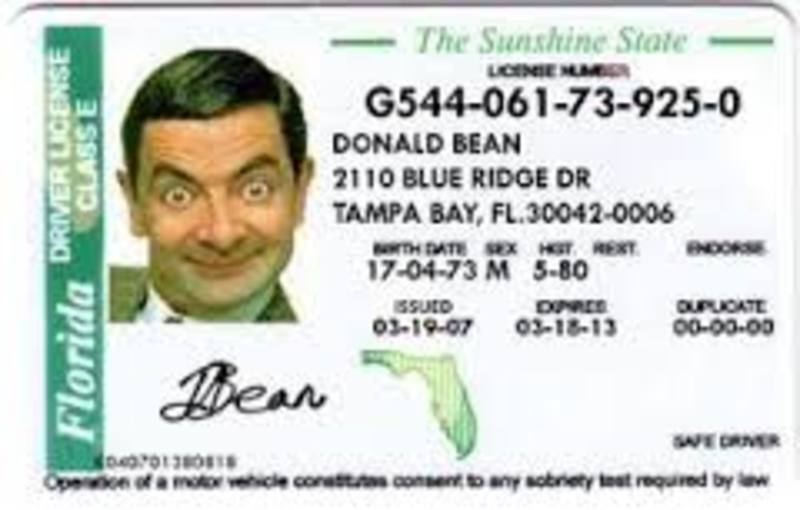 The Sunshine State
DRIVER LICENSE
CLASS E
Florida
LICENSE NUMBER
G544-061-73-925-0
DONALD BEAN
2110 BLUE RIDGE DR
TAMPA BAY, FL.30042-0006
BIRTH DATE SEX HGT. REST. ENDORSE
17-04-73 M 5-80
ISSUED EXPIRES DUPLICATE
03-19-07 03-18-13 00-00-00
DBean
SAFE DRIVER
Operation of a motor vehicle constitutes consent to any sobriety test required by law